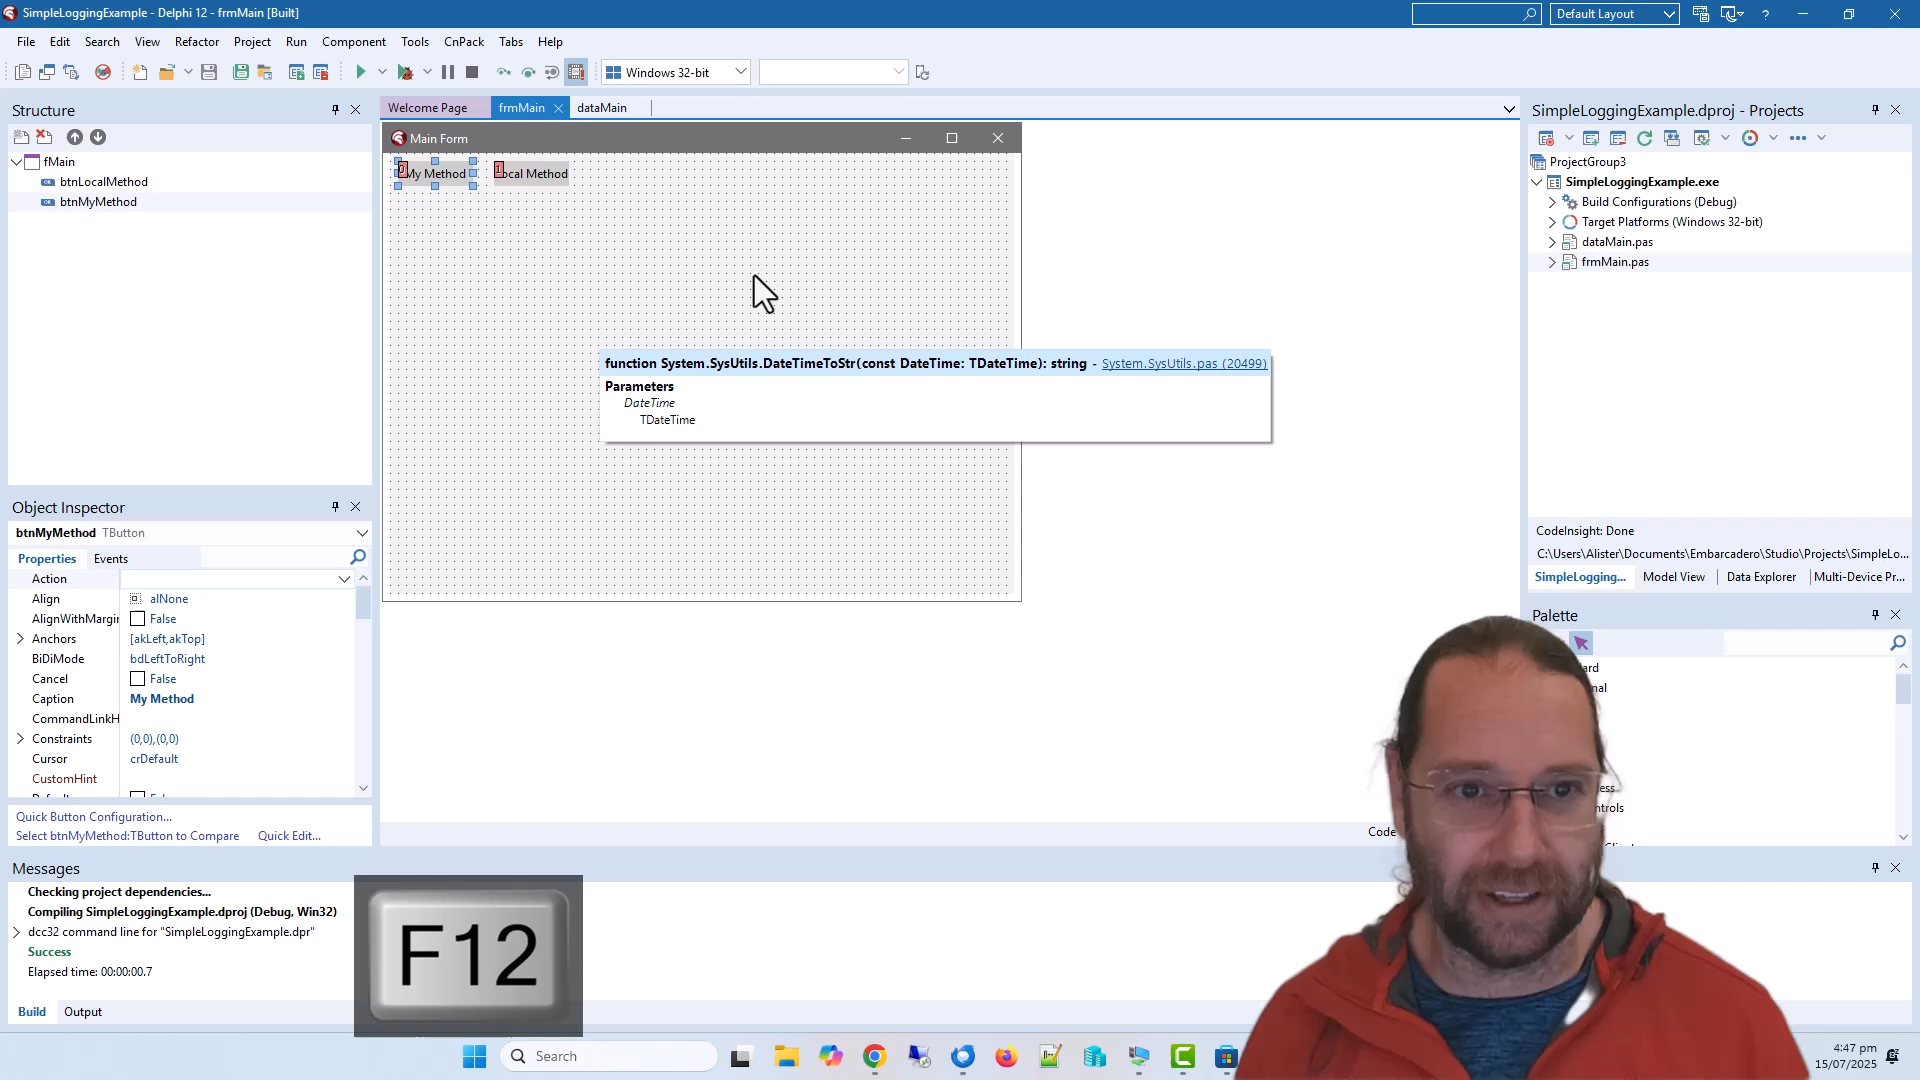 SimpleLoggingExample - Delphi 12 - frmMain [Built]
Default Layout
File Edit Search View Refactor Project Run Component Tools CnPack Tabs Help
Windows 32-bit
Structure
fMain
btnLocalMethod
btnMyMethod
Welcome Page frmMain dataMain
Main Form
0 My Method
1 ocal Method
function System.SysUtils.DateTimeToStr(const DateTime: TDateTime): string - System.SysUtils.pas (20499)
Parameters
DateTime
TDateTime
SimpleLoggingExample.dproj - Projects
ProjectGroup3
SimpleLoggingExample.exe
Build Configurations (Debug)
Target Platforms (Windows 32-bit)
dataMain.pas
frmMain.pas
CodeInsight: Done
C:\Users\Alister\Documents\Embarcadero\Studio\Projects\SimpleLo...
SimpleLogging... Model View Data Explorer Multi-Device Pr...
Object Inspector
btnMyMethod TButton
Properties Events
Action
Align alNone
AlignWithMargin False
Anchors [akLeft,akTop]
BiDiMode bdLeftToRight
Cancel False
Caption My Method
CommandLinkH
Constraints (0,0),(0,0)
Cursor crDefault
CustomHint
Quick Button Configuration...
Select btnMyMethod:TButton to Compare Quick Edit...
Palette
Code
Messages
Checking project dependencies...
Compiling SimpleLoggingExample.dproj (Debug, Win32)
dcc32 command line for "SimpleLoggingExample.dpr"
Success
Elapsed time: 00:00:00.7
Build Output
F12
Search
4:47 pm
15/07/2025